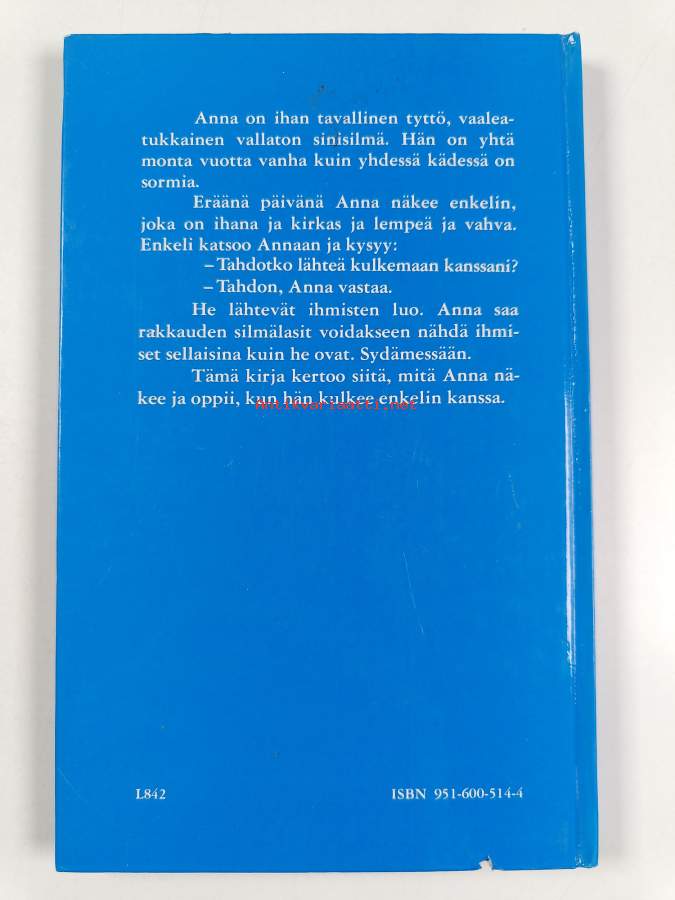 Anna on ihan tavallinen tyttö, vaalea-
tukkainen vallaton sinisilmä. Hän on yhtä
monta vuotta vanha kuin yhdessä kädessä on
sormia.
Eräänä päivänä Anna näkee enkelin,
joka on ihana ja kirkas ja lempeä ja vahva.
Enkeli katsoo Annaan ja kysyy:
– Tahdotko lähteä kulkemaan kanssani?
– Tahdon, Anna vastaa.
He lähtevät ihmisten luo. Anna saa
rakkauden silmälasit voidakseen nähdä ihmi-
set sellaisina kuin he ovat. Sydämessään.
Tämä kirja kertoo siitä, mitä Anna nä-
kee ja oppii, kun hän kulkee enkelin kanssa.
Antikvariaatti.net
L842
ISBN 951-600-514-4